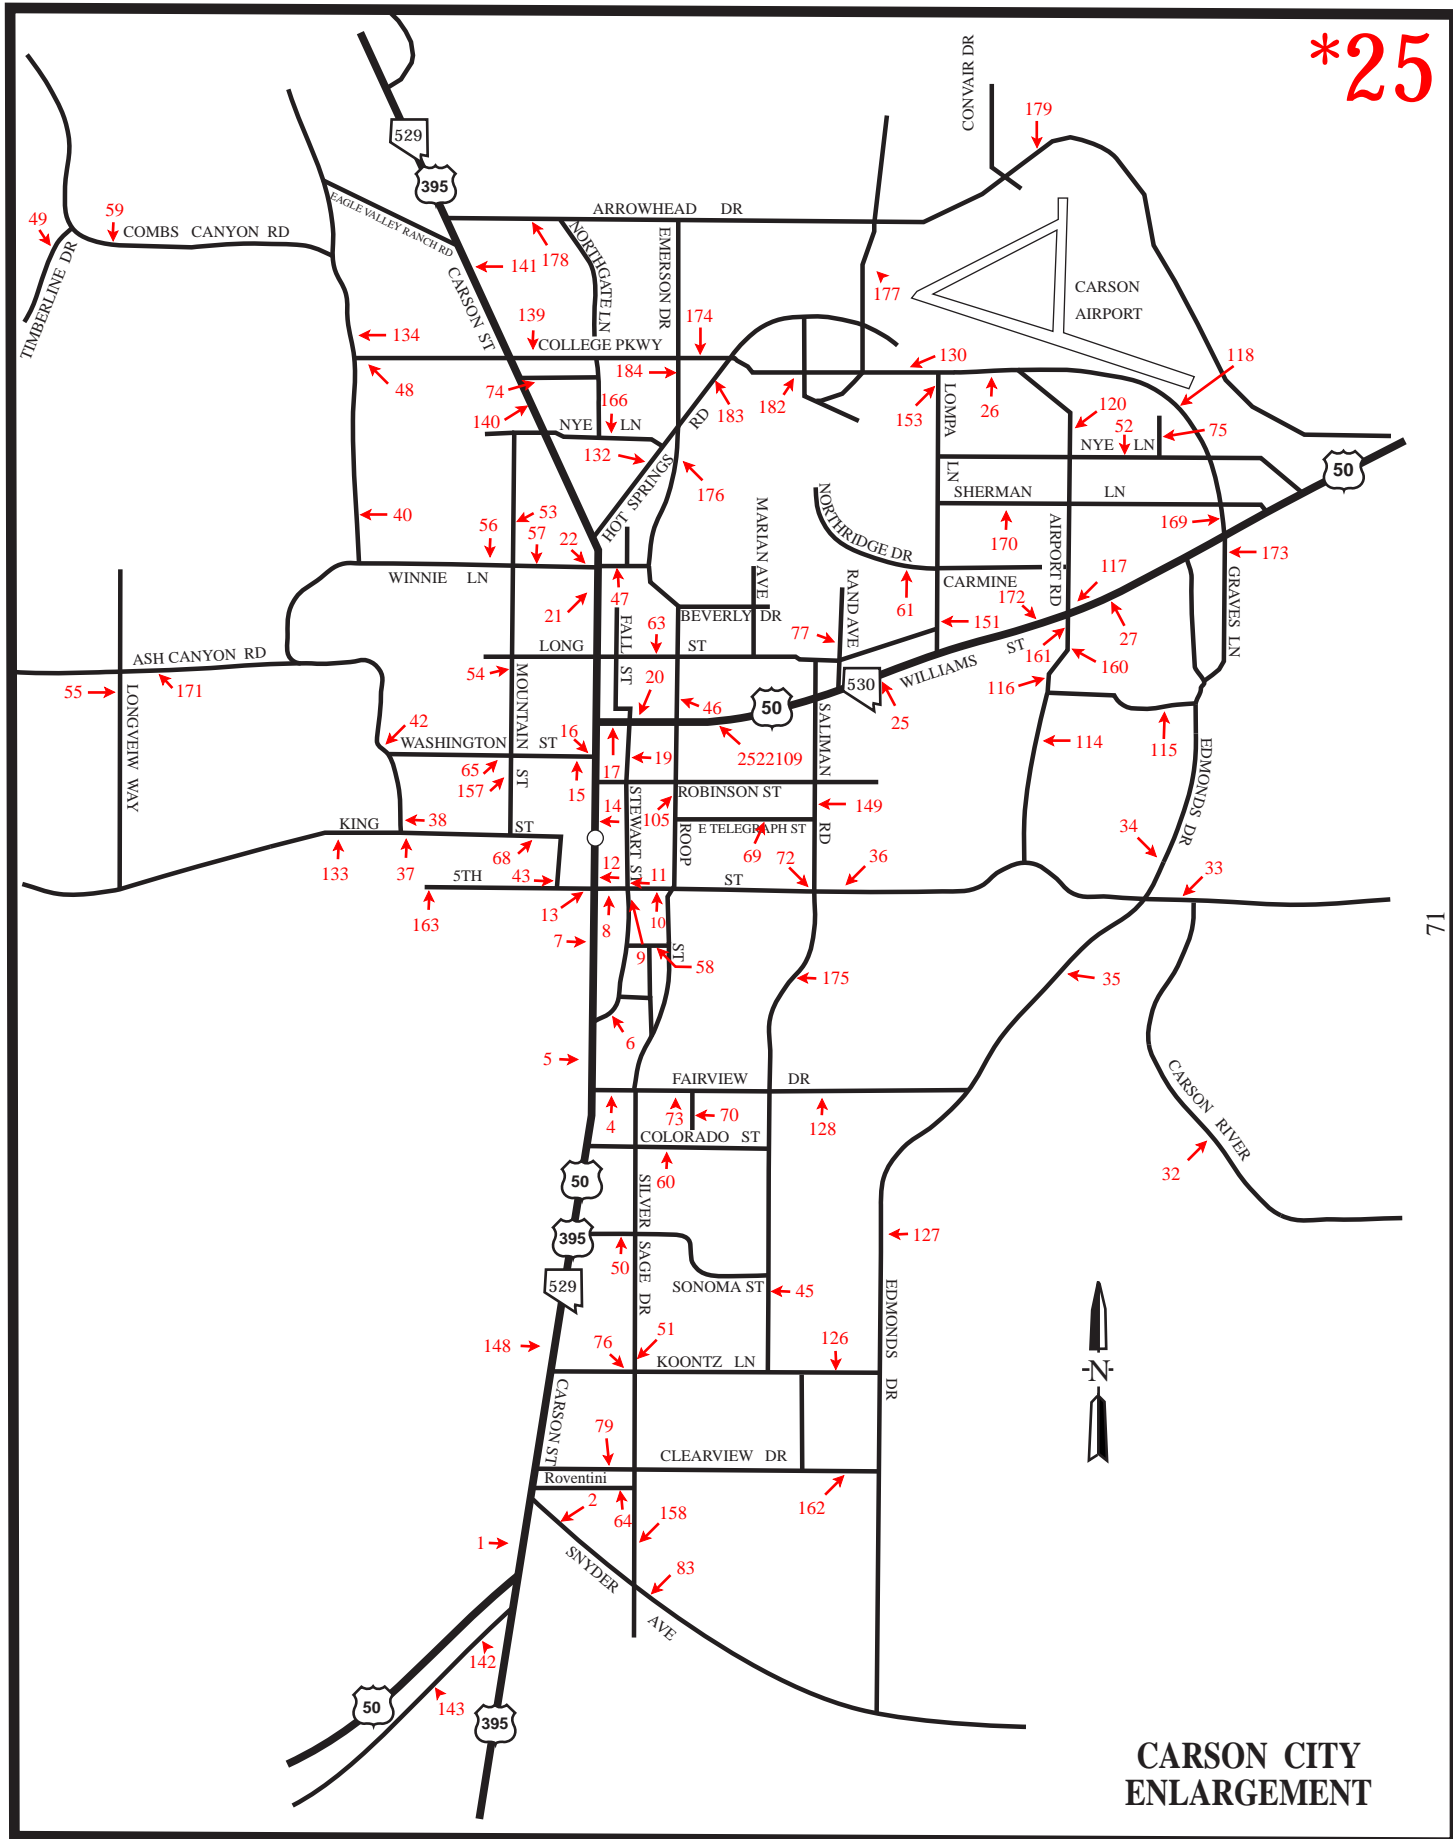 *25
CONVAIR DR
179
529
395
49
59
COMBS CANYON RD
TIMBERLINE DR
EAGLE VALLEY RANCH RD
ARROWHEAD DR
178
141
NORTHGATE LN
EMERSON DR
CARSON ST
177
CARSON
AIRPORT
134
139
COLLEGE PKWY
174
130
118
48
74
184
183
182
153
26
120
140
166
NYE LN
RD
LOMPA
LN
52
NYE LN
75
132
HOT SPRINGS
176
50
40
56
53
57
22
MARIAN AVE
NORTHRIDGE DR
SHERMAN LN
170
169
173
AIRPORT RD
WINNIE LN
47
CARMINE
117
21
FALL ST
63
BEVERLY DR
RAND AVE
61
172
151
27
GRAVES LN
77
ASH CANYON RD
LONG ST
WILLIAMS ST
161
160
55
171
54
20
530
116
LONGVEIW WAY
MOUNTAIN ST
46
50
25
SALIMAN RD
42
WASHINGTON ST
16
114
115
65
17
19
2522109
EDMONDS DR
157
15
ROBINSON ST
STEWART ST
14
105
149
38
KING ST
ROOP ST
E TELEGRAPH ST
34
133
37
68
12
69
72
36
33
43
5TH ST
11
163
13
8
10
7
9
58
71
175
35
6
5
FAIRVIEW DR
CARSON RIVER
4
73
70
128
COLORADO ST
32
50
60
SILVER SAGE DR
395
127
50
529
SONOMA ST
45
EDMONDS DR
148
76
51
126
KOONTZ LN
-N-
CARSON ST
79
CLEARVIEW DR
Roventini
2
64
162
158
1
SNYDER AVE
83
142
50
143
395
CARSON CITY
ENLARGEMENT